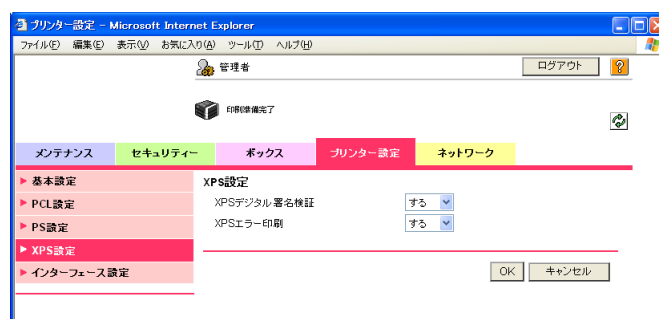 プリンター設定 - Microsoft Internet Explorer
ファイル(F) 編集(E) 表示(V) お気に入り(A) ツール(T) ヘルプ(H)
管理者 ログアウト ?
印刷準備完了
メンテナンス セキュリティー ボックス プリンター設定 ネットワーク
基本設定
PCL設定
PS設定
XPS設定
インターフェース設定
XPS設定
XPSデジタル署名検証 する
XPSエラー印刷 する
OK キャンセル